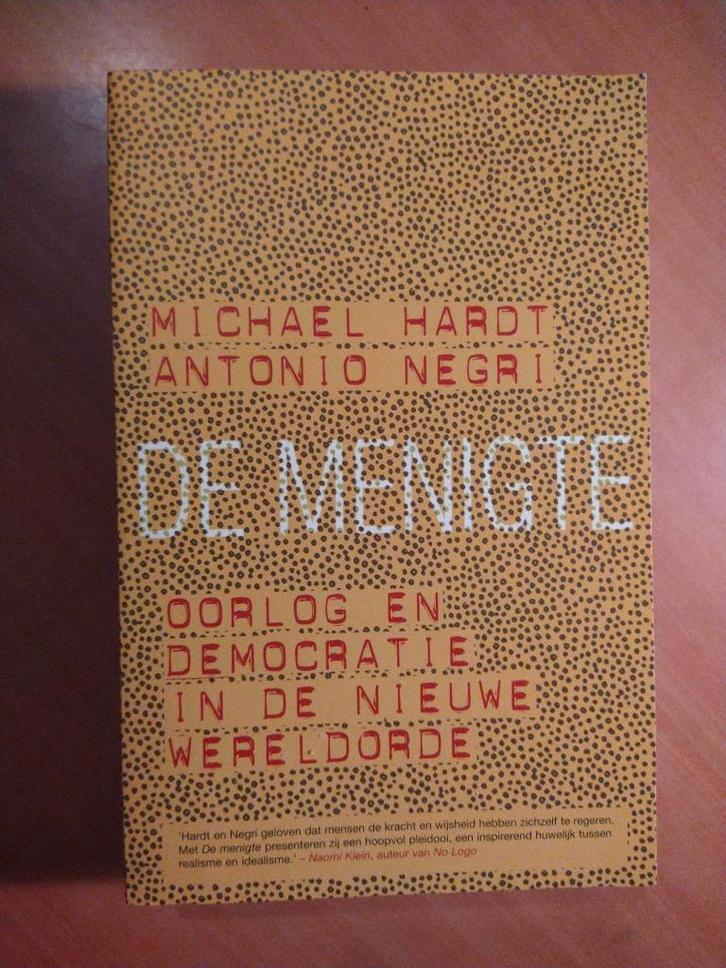 MICHAEL HARDT
ANTONIO NEGRI
DE MENIGTE
OORLOG EN
DEMOCRATIE
IN DE NIEUWE
WERELDORDE
'Hardt en Negri geloven dat mensen de kracht en wijsheid hebben zichzelf te regeren.
Met De menigte presenteren zij een hoopvol pleidooi, een inspirerend huwelijk tussen
realisme en idealisme.' – Naomi Klein, auteur van No Logo